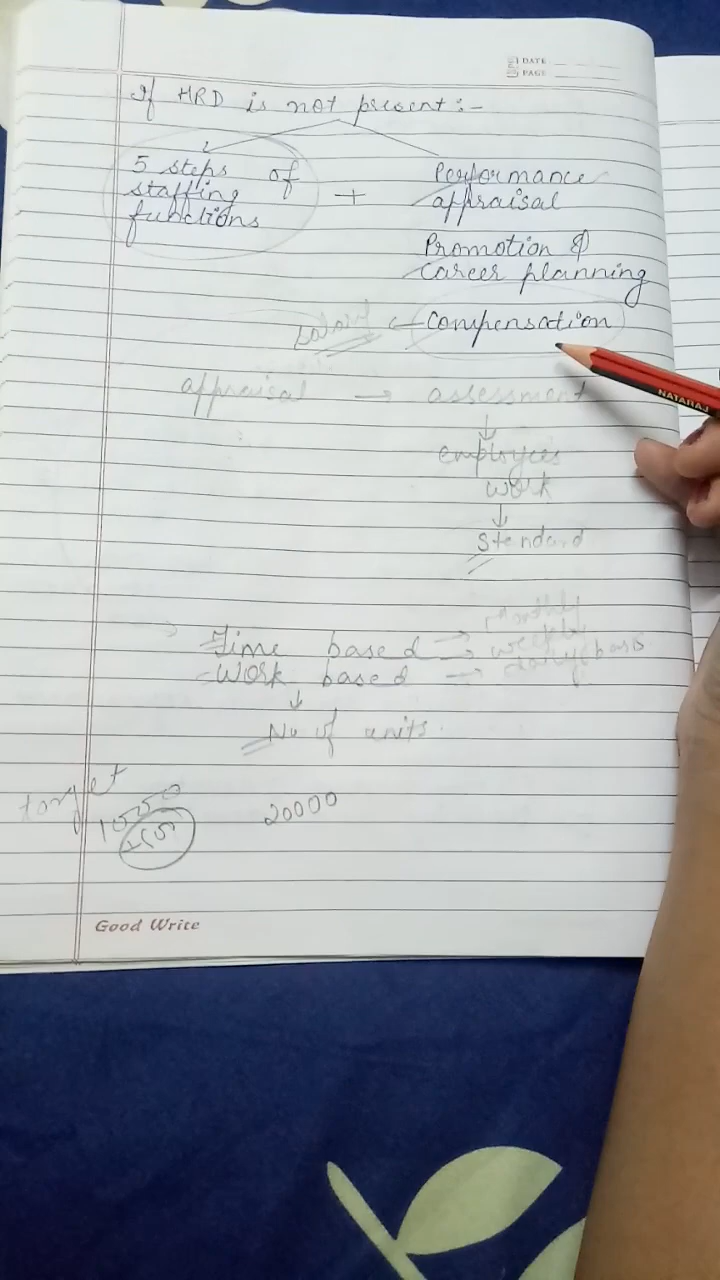 DATE
PAGE
If HRD is not present :-
5 steps of
staffing
functions
+
Performance
appraisal
Promotion &
Career planning
Salary ← Compensation
NATARAJ
appraisal → assessment
↓
employees
work
↓
Standard
Time based → Monthly
→ weekly
Work based → daily basis
↓
No of units
target
20000
Good Write